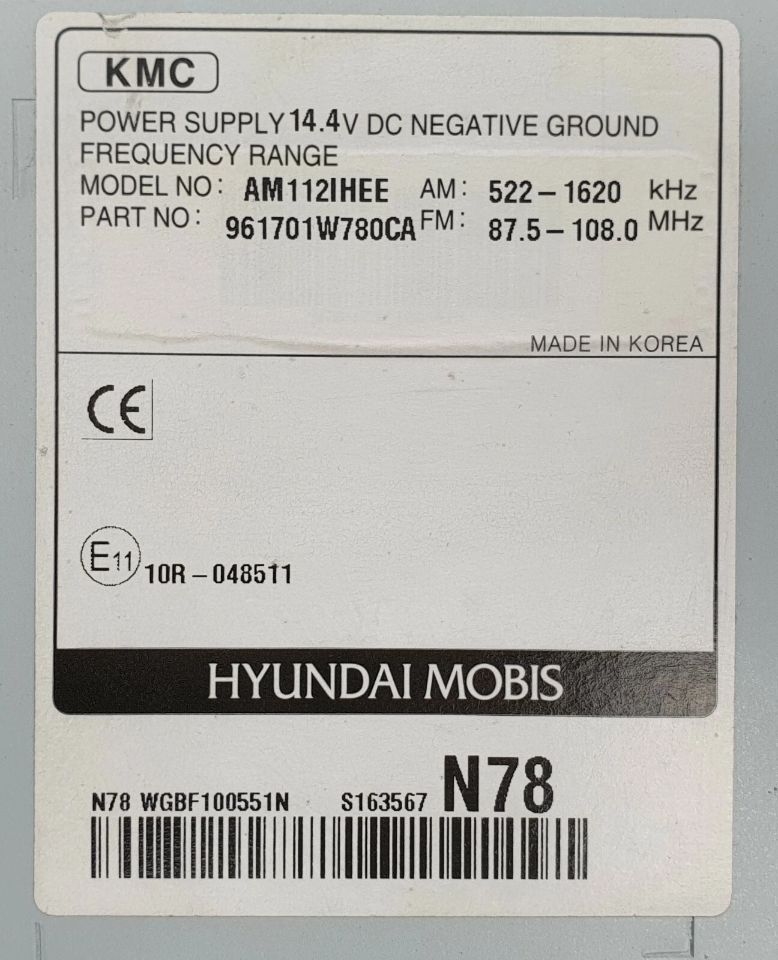 KMC
POWER SUPPLY 14.4V DC NEGATIVE GROUND
FREQUENCY RANGE
MODEL NO: AM112IHEE AM: 522-1620 kHz
PART NO: 961701W780CA FM: 87.5-108.0 MHz
MADE IN KOREA
CE
E11 10R-048511
HYUNDAI MOBIS
N78 WGBF100551N S163567 N78